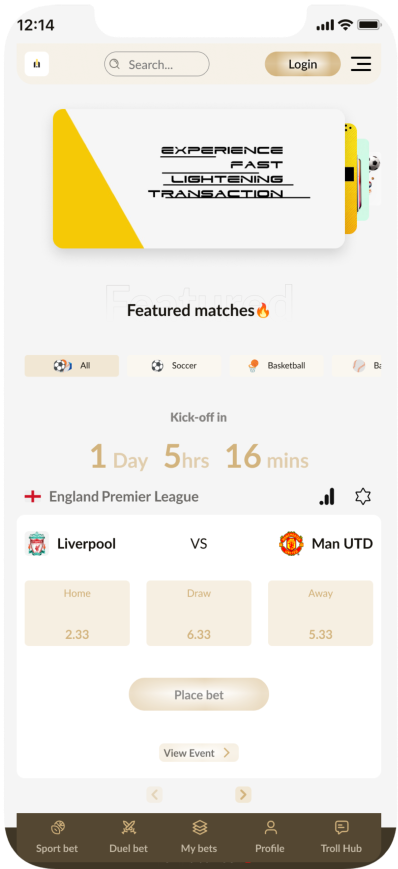 12:14
Search...
Login
EXPERIENCE
FAST
LIGHTENING
TRANSACTION
Featured
Featured matches🔥
All
Soccer
Basketball
Ba
Kick-off in
1 Day 5hrs 16 mins
England Premier League
Liverpool VS Man UTD
Home Draw Away
2.33 6.33 5.33
Place bet
View Event >
Sport bet Duel bet My bets Profile Troll Hub